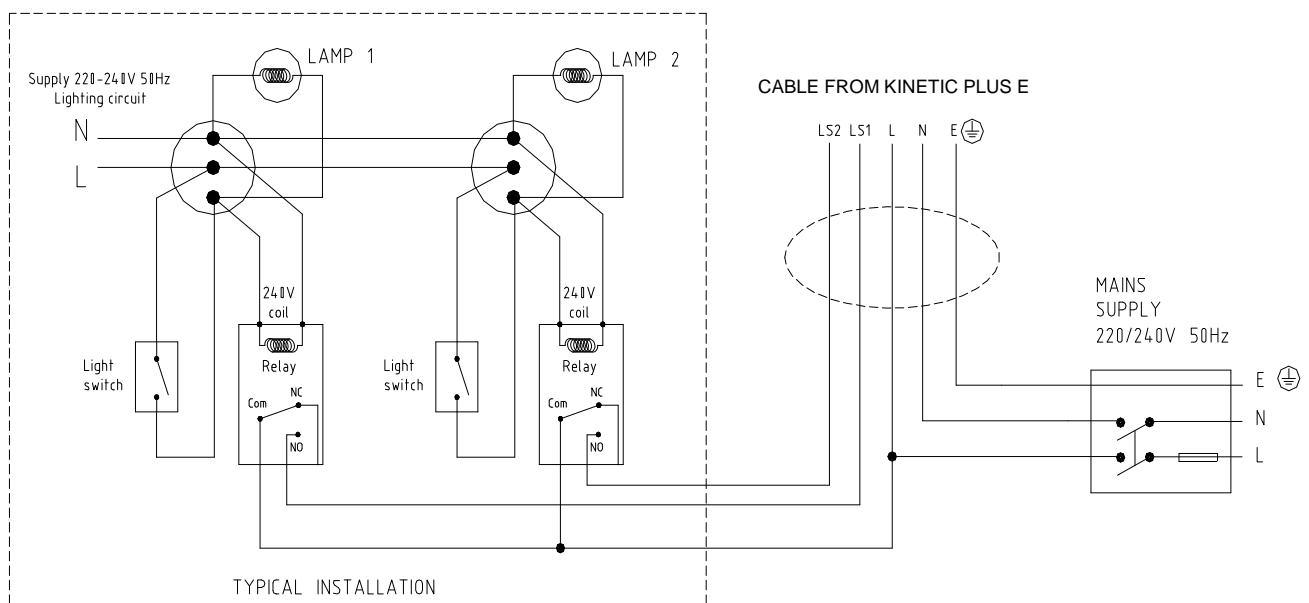 LAMP 1
LAMP 2
Supply 220-240V 50Hz
Lighting circuit
N
L
CABLE FROM KINETIC PLUS E
LS2 LS1 L N E
240V
coil
240V
coil
Light
switch
Relay
Com
NC
NO
Light
switch
Relay
Com
NC
NO
MAINS
SUPPLY
220/240V 50Hz
E
N
L
TYPICAL INSTALLATION